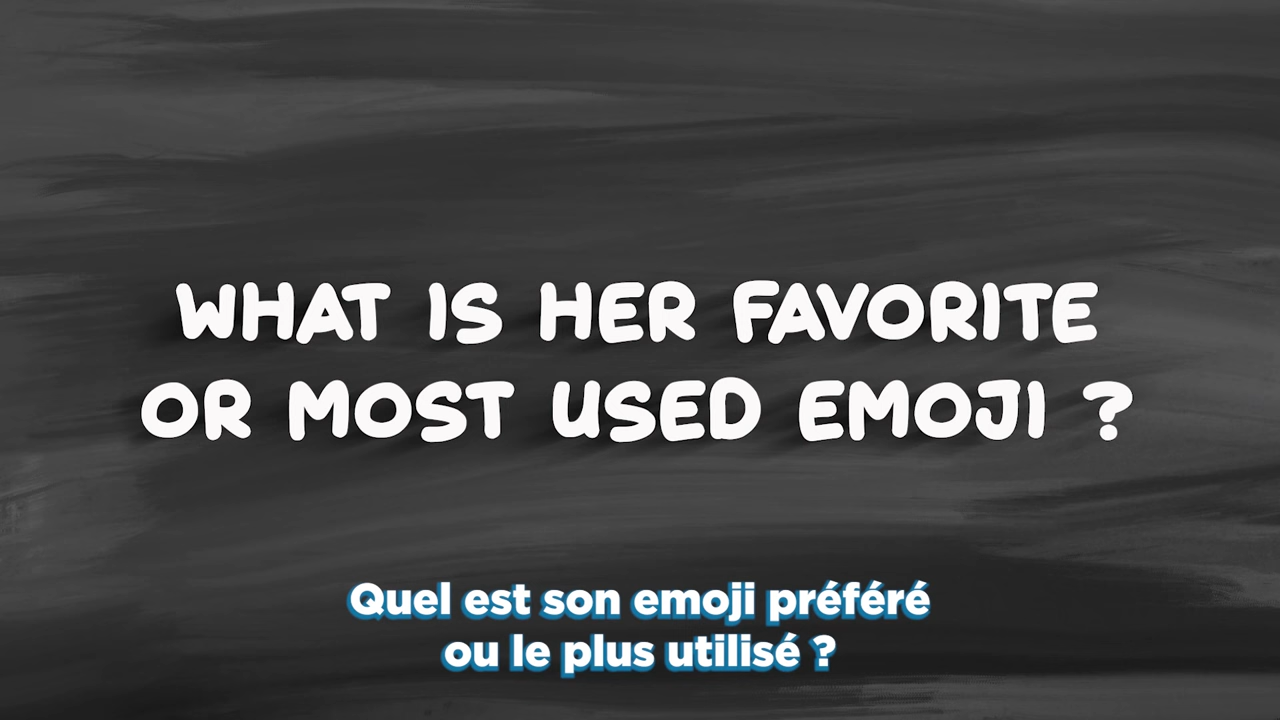 WHAT IS HER FAVORITE
OR MOST USED EMOJI ?
Quel est son emoji préféré
ou le plus utilisé ?